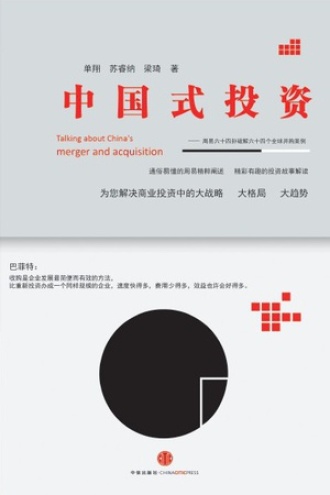 单翔 苏睿纳 梁琦 著
中国式投资
Talking about China's
merger and acquisition
—— 周易六十四卦破解六十四个全球并购案例
通俗易懂的周易精粹阐述 精彩有趣的投资故事解读
为您解决商业投资中的大战略 大格局 大趋势
巴菲特：
收购是企业发展最简便而有效的方法，
比重新投资办成一个同样规模的企业，速度快得多，费用少得多，效益也许会好得多。
中信出版社·CHINACITICPRESS